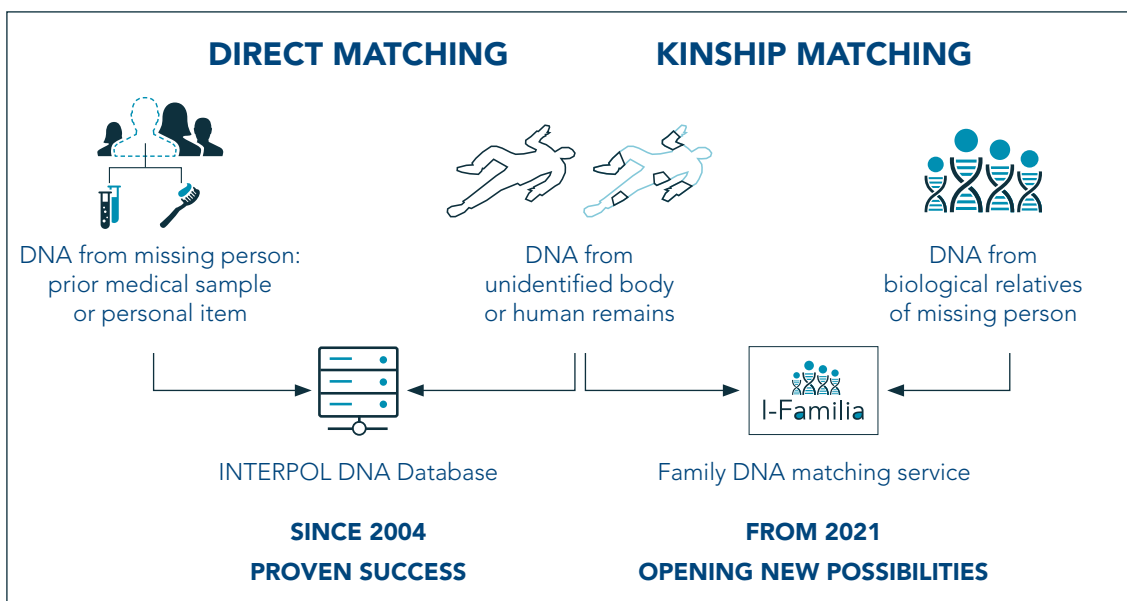 DIRECT MATCHING
KINSHIP MATCHING
DNA from missing person:
prior medical sample
or personal item
DNA from
unidentified body
or human remains
DNA from
biological relatives
of missing person
I-Familia
INTERPOL DNA Database
Family DNA matching service
SINCE 2004
PROVEN SUCCESS
FROM 2021
OPENING NEW POSSIBILITIES